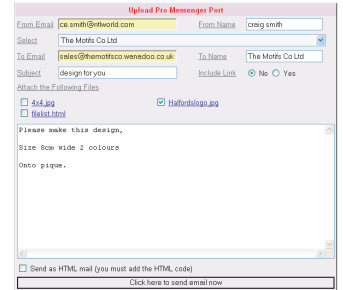 Upload Pro Messenger Port
From Email ce.smith@ntlworld.com From Name craig smith
Select The Motifs Co Ltd
To Email sales@themotifsco.wanadoo.co.uk To Name The Motifs Co Ltd
Subject design for you Include Link No Yes
Attach the Following Files
4x4.jpg Halfordslogo.jpg
filelist.html
Please make this design,
Size 8cm wide 2 colours
Onto pique.
Send as HTML mail (you must add the HTML code)
Click here to send email now